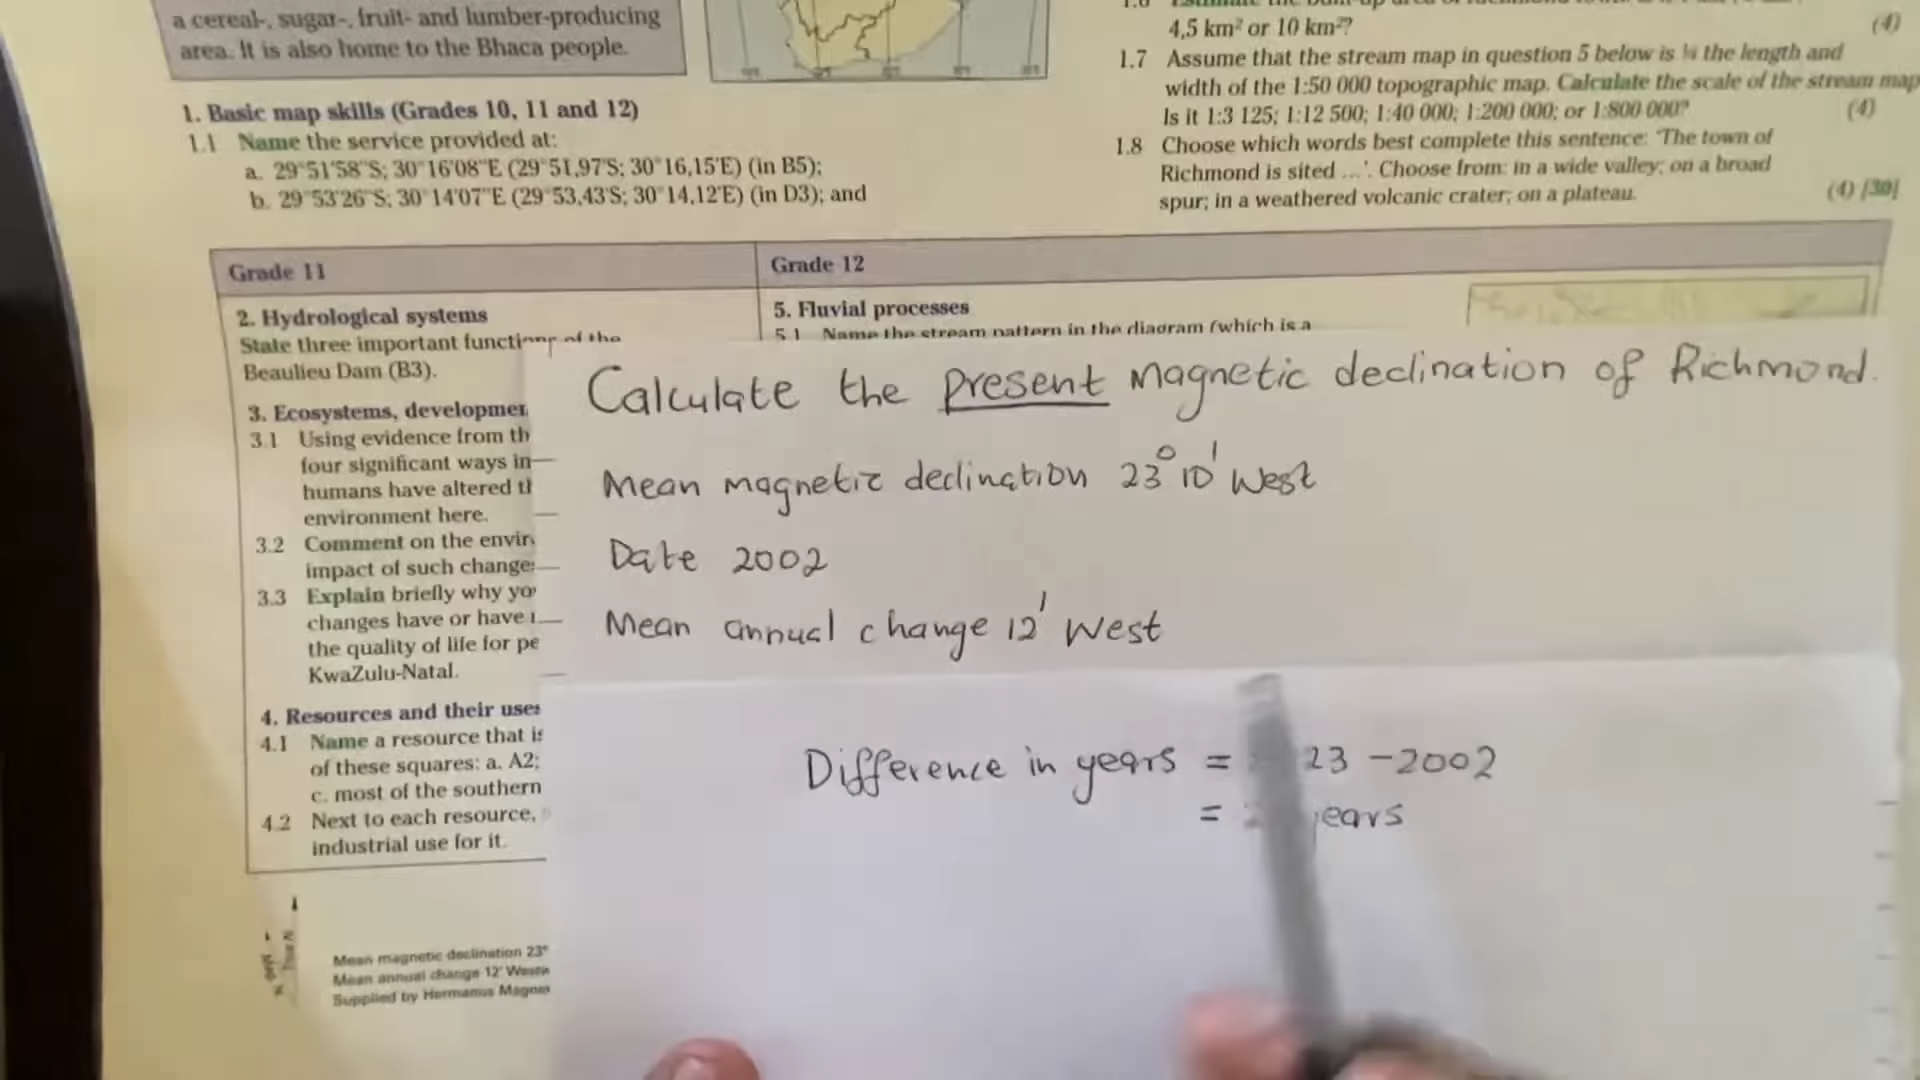 a cereal-, sugar-, fruit- and lumber-producing
area. It is also home to the Bhaca people.
1. Basic map skills (Grades 10, 11 and 12)
1.1 Name the service provided at:
a. 29°51'58"S; 30°16'08"E (29°51,97'S; 30°16,15'E) (in B5);
b. 29°53'26"S; 30°14'07"E (29°53,43'S; 30°14,12'E) (in D3); and
4,5 km² or 10 km²?
(4)
1.7 Assume that the stream map in question 5 below is ¼ the length and
width of the 1:50 000 topographic map. Calculate the scale of the stream map
Is it 1:3 125; 1:12 500; 1:40 000; 1:200 000; or 1:800 000?
(4)
1.8 Choose which words best complete this sentence: 'The town of
Richmond is sited ...'. Choose from: in a wide valley; on a broad
spur; in a weathered volcanic crater; on a plateau.
(4) [30]
Grade 11
2. Hydrological systems
State three important functions of the
Beaulieu Dam (B3).
3. Ecosystems,
3.1 Using evidence from
four significant ways in
humans have altered
environment here.
3.2 Comment on the
impact of such
3.3 Explain briefly why
changes have or have
the quality of life for
KwaZulu-Natal.
4. Resources and their
4.1 Name a resource that
of these squares: a. A2;
c. most of the southern
4.2 Next to each resource,
industrial use for it.
Grade 12
5. Fluvial processes
5.1 Name the stream pattern in the diagram (which is a
Calculate the present magnetic declination of Richmond.
Mean magnetic declination 23° 10' West
Date 2002
Mean annual change 12' West
Difference in years = 23 - 2002
= years
True N
Mean magnetic declination 23°
Mean annual change 12'
Supplied by Hermanus